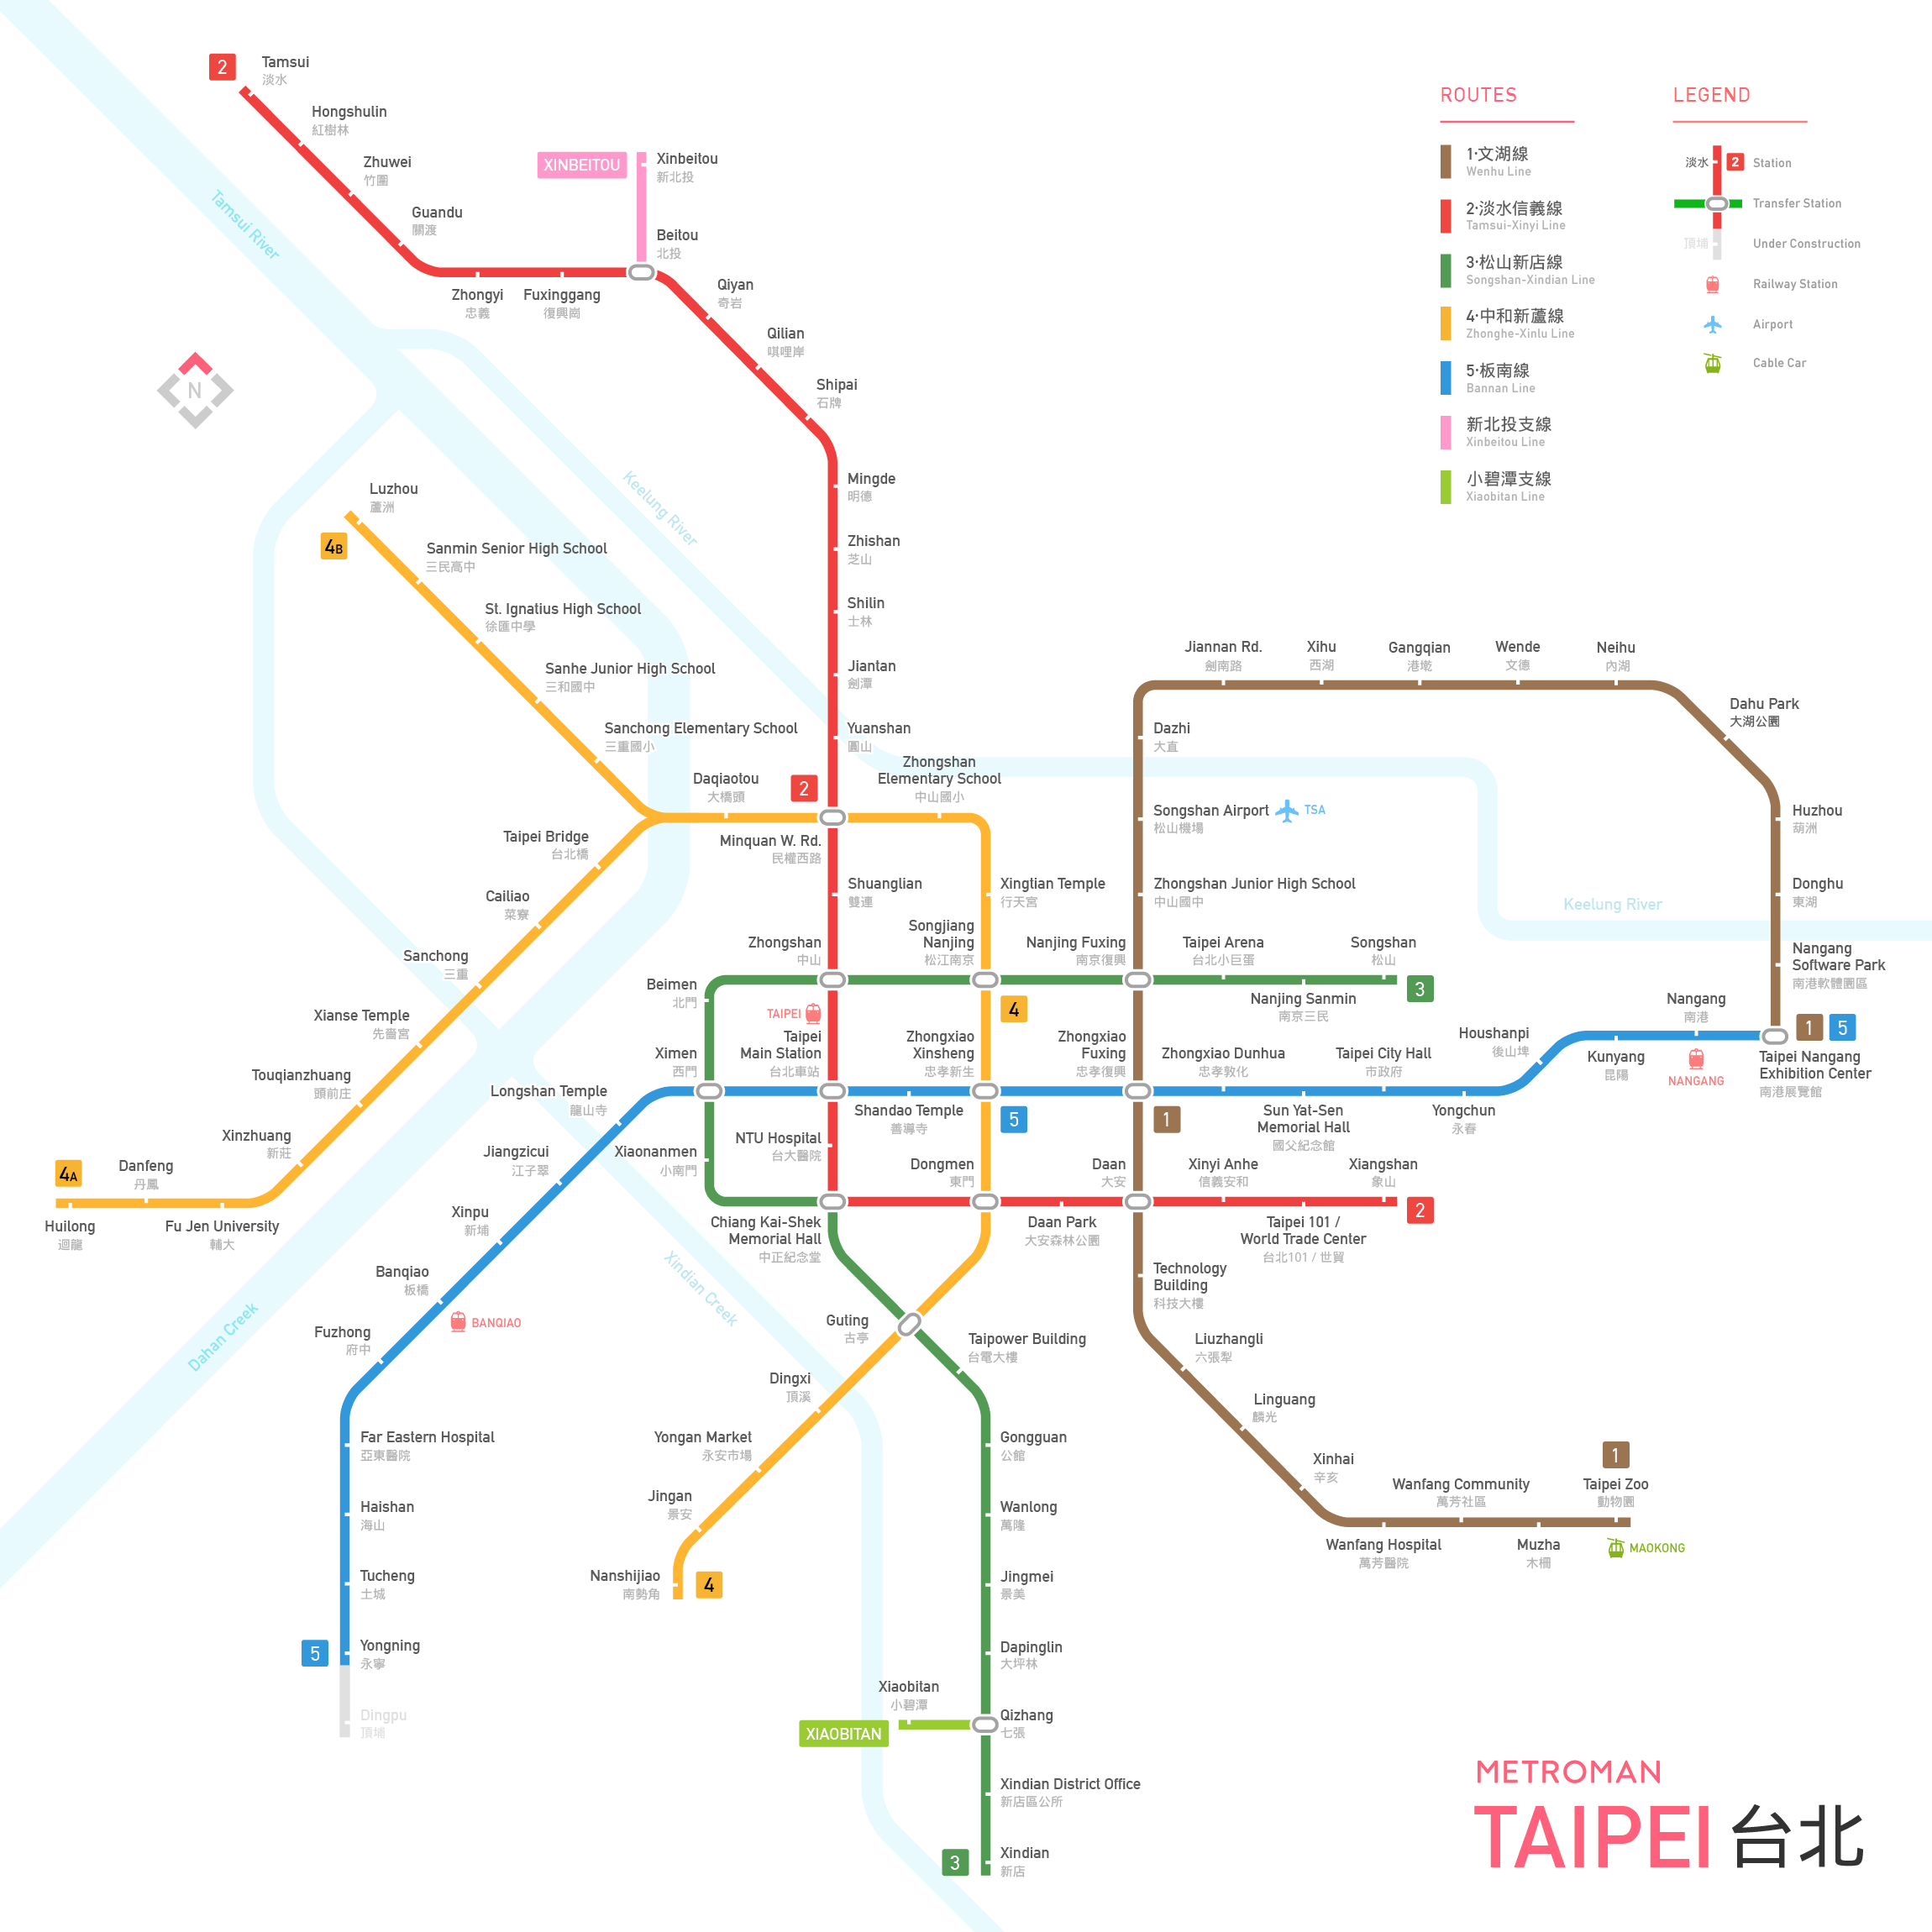 2
Tamsui
淡水
Hongshulin
紅樹林
Zhuwei
竹圍
Guandu
關渡
Zhongyi
忠義
Fuxinggang
復興崗
XINBEITOU
Xinbeitou
新北投
Beitou
北投
Qiyan
奇岩
Qilian
唭哩岸
Shipai
石牌
Mingde
明德
Zhishan
芝山
Shilin
士林
Jiantan
劍潭
Yuanshan
圓山
Tamsui River
Keelung River
N
ROUTES
1·文湖線
Wenhu Line
2·淡水信義線
Tamsui-Xinyi Line
3·松山新店線
Songshan-Xindian Line
4·中和新蘆線
Zhonghe-Xinlu Line
5·板南線
Bannan Line
新北投支線
Xinbeitou Line
小碧潭支線
Xiaobitan Line
LEGEND
淡水
2
Station
Transfer Station
頂埔
Under Construction
Railway Station
Airport
Cable Car
Luzhou
蘆洲
4B
Sanmin Senior High School
三民高中
St. Ignatius High School
徐匯中學
Sanhe Junior High School
三和國中
Sanchong Elementary School
三重國小
Daqiaotou
大橋頭
2
Zhongshan
Elementary School
中山國小
Minquan W. Rd.
民權西路
Taipei Bridge
台北橋
Cailiao
菜寮
Sanchong
三重
Xianse Temple
先嗇宮
Touqianzhuang
頭前庄
Xinzhuang
新莊
4A
Danfeng
丹鳳
Huilong
迴龍
Fu Jen University
輔大
Jiannan Rd.
劍南路
Xihu
西湖
Gangqian
港墘
Wende
文德
Neihu
內湖
Dahu Park
大湖公園
Dazhi
大直
Songshan Airport
松山機場
TSA
Huzhou
葫洲
Zhongshan Junior High School
中山國中
Donghu
東湖
Keelung River
Nangang
Software Park
南港軟體園區
Shuanglian
雙連
Xingtian Temple
行天宮
Zhongshan
中山
Songjiang
Nanjing
松江南京
Nanjing Fuxing
南京復興
Taipei Arena
台北小巨蛋
Songshan
松山
Nanjing Sanmin
南京三民
3
Beimen
北門
TAIPEI
Taipei
Main Station
台北車站
4
Ximen
西門
Zhongxiao
Xinsheng
忠孝新生
Zhongxiao
Fuxing
忠孝復興
Zhongxiao Dunhua
忠孝敦化
Taipei City Hall
市政府
Houshanpi
後山埤
Nangang
南港
Kunyang
昆陽
NANGANG
1
5
Taipei Nangang
Exhibition Center
南港展覽館
Longshan Temple
龍山寺
Shandao Temple
善導寺
5
1
Sun Yat-Sen
Memorial Hall
國父紀念館
Yongchun
永春
Jiangzicui
江子翠
Xiaonanmen
小南門
NTU Hospital
台大醫院
Dongmen
東門
Daan
大安
Xinyi Anhe
信義安和
Xiangshan
象山
2
Xinpu
新埔
Chiang Kai-Shek
Memorial Hall
中正紀念堂
Daan Park
大安森林公園
Taipei 101 /
World Trade Center
台北101 / 世貿
Banqiao
板橋
BANQIAO
Xindian Creek
Dahan Creek
Technology
Building
科技大樓
Fuzhong
府中
Guting
古亭
Taipower Building
台電大樓
Liuzhangli
六張犁
Dingxi
頂溪
Linguang
麟光
Far Eastern Hospital
亞東醫院
Yongan Market
永安市場
Gongguan
公館
Xinhai
辛亥
1
Wanfang Community
萬芳社區
Taipei Zoo
動物園
Haishan
海山
Jingan
景安
Wanlong
萬隆
Wanfang Hospital
萬芳醫院
Muzha
木柵
MAOKONG
Tucheng
土城
Nanshijiao
南勢角
4
Jingmei
景美
5
Yongning
永寧
Dapinglin
大坪林
Dingpu
頂埔
Xiaobitan
小碧潭
XIAOBITAN
Qizhang
七張
Xindian District Office
新店區公所
3
Xindian
新店
METROMAN
TAIPEI 台北